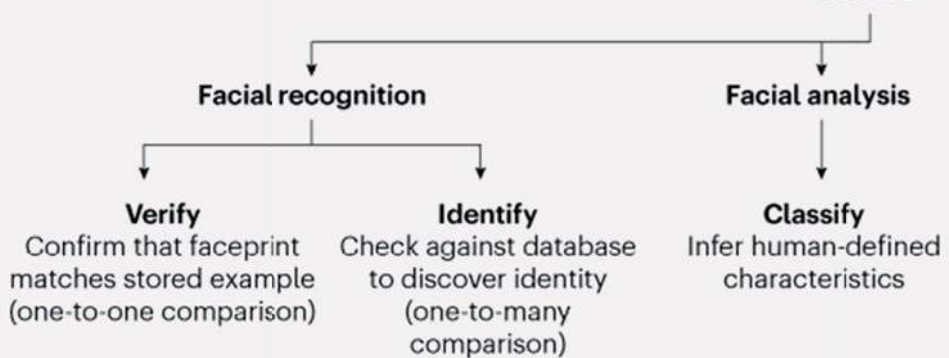 Facial recognition
Facial analysis
Verify
Confirm that faceprint
matches stored example
(one-to-one comparison)
Identify
Check against database
to discover identity
(one-to-many
comparison)
Classify
Infer human-defined
characteristics